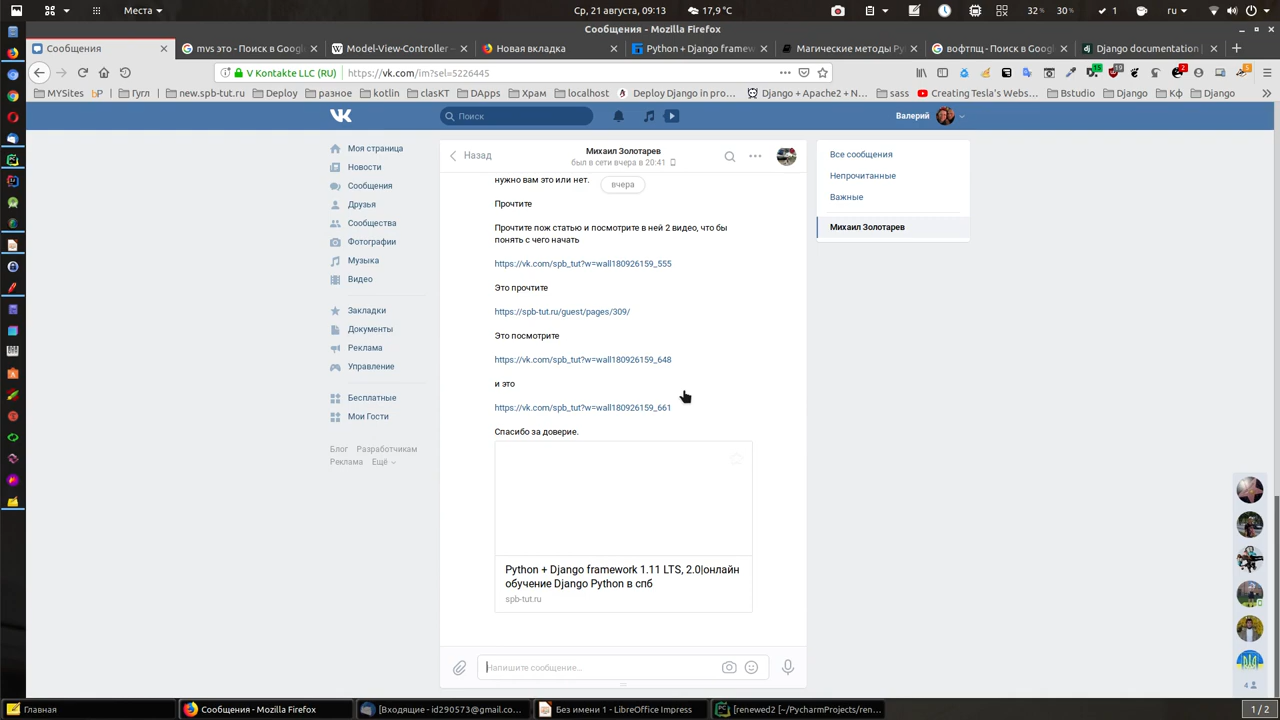 Места
Ср, 21 августа, 09:13
17,9 °C
32 %
30%
1
ru
Сообщения - Mozilla Firefox
Сообщения
mvs это - Поиск в Googl
Model-View-Controller -
Новая вкладка
Python + Django framew
Магические методы Py
вофтпщ - Поиск в Googl
Django documentation |
V Kontakte LLC (RU)
https://vk.com/im?sel=5226445
MYSites
bP
Гугл
new.spb-tut.ru
Deploy
разное
kotlin
clasKT
DApps
Храм
localhost
Deploy Django in pro…
Django + Apache2 + N…
sass
Creating Tesla's Webs…
Bstudio
Django
Кф
Django
Поиск
Валерий
Моя страница
Новости
Сообщения
Друзья
Сообщества
Фотографии
Музыка
Видео
Закладки
Документы
Реклама
Управление
Бесплатные
Мои Гости
Блог Разработчикам
Реклама Ещё
Назад
Михаил Золотарев
был в сети вчера в 20:41
нужно вам это или нет.
вчера
Прочтите
Прочтите пож статью и посмотрите в ней 2 видео, что бы
понять с чего начать
https://vk.com/spb_tut?w=wall180926159_555
Это прочтите
https://spb-tut.ru/guest/pages/309/
Это посмотрите
https://vk.com/spb_tut?w=wall180926159_648
и это
https://vk.com/spb_tut?w=wall180926159_661
Спасибо за доверие.
Python + Django framework 1.11 LTS, 2.0|онлайн
обучение Django Python в спб
spb-tut.ru
Напишите сообщение…
Все сообщения
Непрочитанные
Важные
Михаил Золотарев
4
Главная
Сообщения - Mozilla Firefox
[Входящие - id290573@gmail.co…
Без имени 1 - LibreOffice Impress
[renewed2 [~/PycharmProjects/ren…
1 / 2